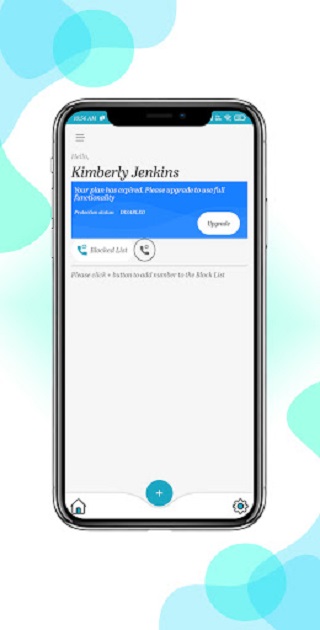 10:24 AM
Hello,
Kimberly Jenkins
Your plan has expired. Please upgrade to use full
functionality
Protection status: DISABLED
Upgrade
Blocked List
Please click + button to add number to the Block List
+